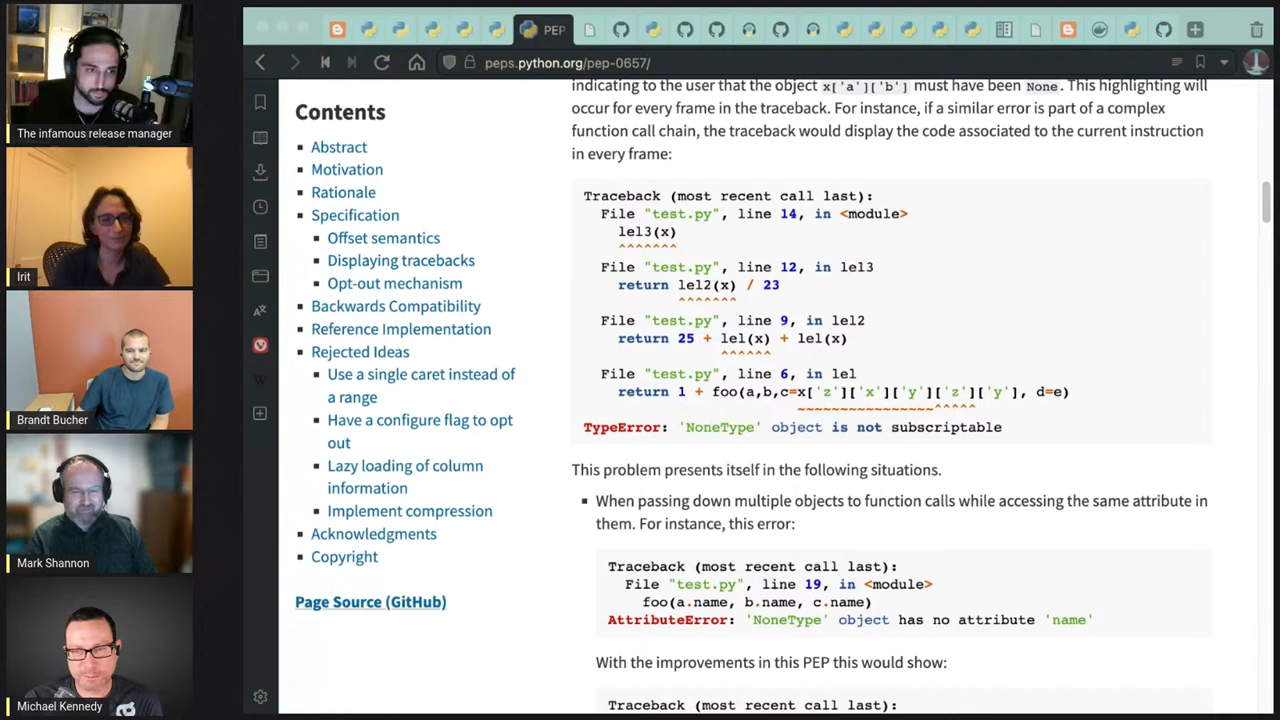 The infamous release manager
Irit
Brandt Bucher
Mark Shannon
Michael Kennedy
PEP
peps.python.org/pep-0657/
Contents
Abstract
Motivation
Rationale
Specification
Offset semantics
Displaying tracebacks
Opt-out mechanism
Backwards Compatibility
Reference Implementation
Rejected Ideas
Use a single caret instead of
a range
Have a configure flag to opt
out
Lazy loading of column
information
Implement compression
Acknowledgments
Copyright
Page Source (GitHub)
indicating to the user that the object x['a']['b'] must have been None. This highlighting will
occur for every frame in the traceback. For instance, if a similar error is part of a complex
function call chain, the traceback would display the code associated to the current instruction
in every frame:
Traceback (most recent call last):
File "test.py", line 14, in <module>
lel3(x)
^^^^^^^
File "test.py", line 12, in lel3
return lel2(x) / 23
^^^^^^^
File "test.py", line 9, in lel2
return 25 + lel(x) + lel(x)
^^^^^^
File "test.py", line 6, in lel
return 1 + foo(a,b,c=x['z']['x']['y']['z']['y'], d=e)
~~~~~~~~~~~~~~~~^^^^^
TypeError: 'NoneType' object is not subscriptable
This problem presents itself in the following situations.
When passing down multiple objects to function calls while accessing the same attribute in
them. For instance, this error:
Traceback (most recent call last):
File "test.py", line 19, in <module>
foo(a.name, b.name, c.name)
AttributeError: 'NoneType' object has no attribute 'name'
With the improvements in this PEP this would show:
Traceback (most recent call last):